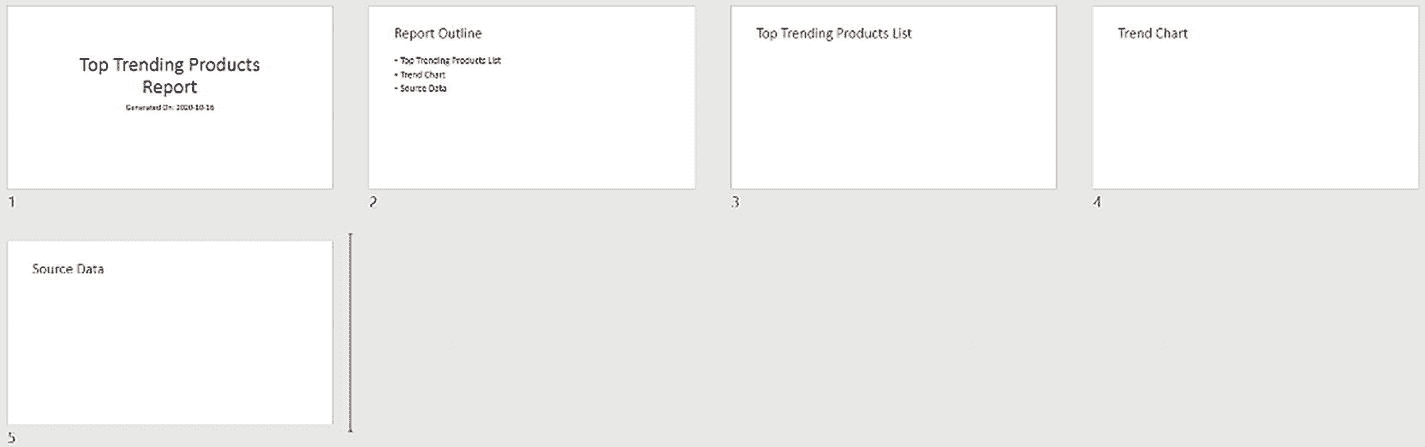 Top Trending Products
Report
Generated On: 2020-10-16
1
Report Outline
• Top Trending Products List
• Trend Chart
• Source Data
2
Top Trending Products List
3
Trend Chart
4
Source Data
5